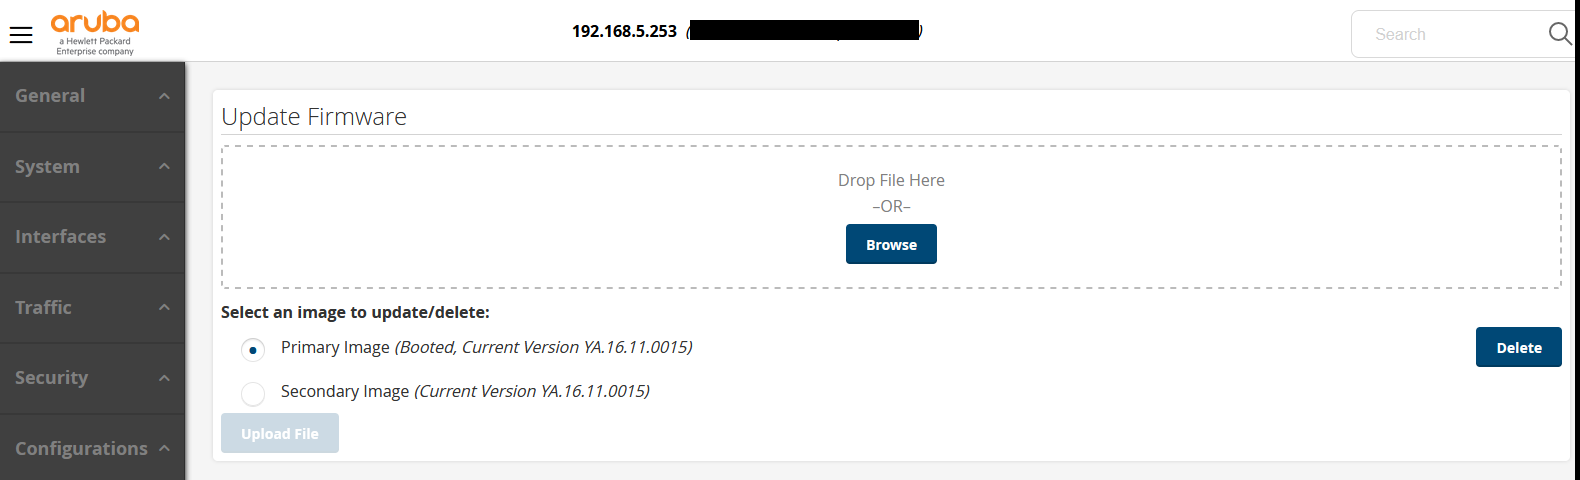 aruba
a Hewlett Packard
Enterprise company
192.168.5.253 ( )
Search
General
System
Interfaces
Traffic
Security
Configurations
Update Firmware
Drop File Here
–OR–
Browse
Select an image to update/delete:
Primary Image (Booted, Current Version YA.16.11.0015)
Delete
Secondary Image (Current Version YA.16.11.0015)
Upload File